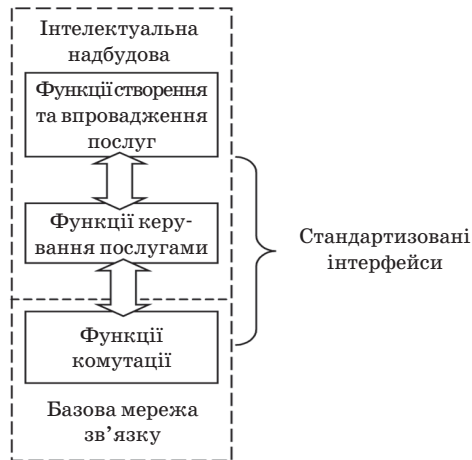 Інтелектуальна
надбудова
Функції створення
та впровадження
послуг
Функції керу-
вання послугами
Стандартизовані
інтерфейси
Функції
комутації
Базова мережа
зв’язку